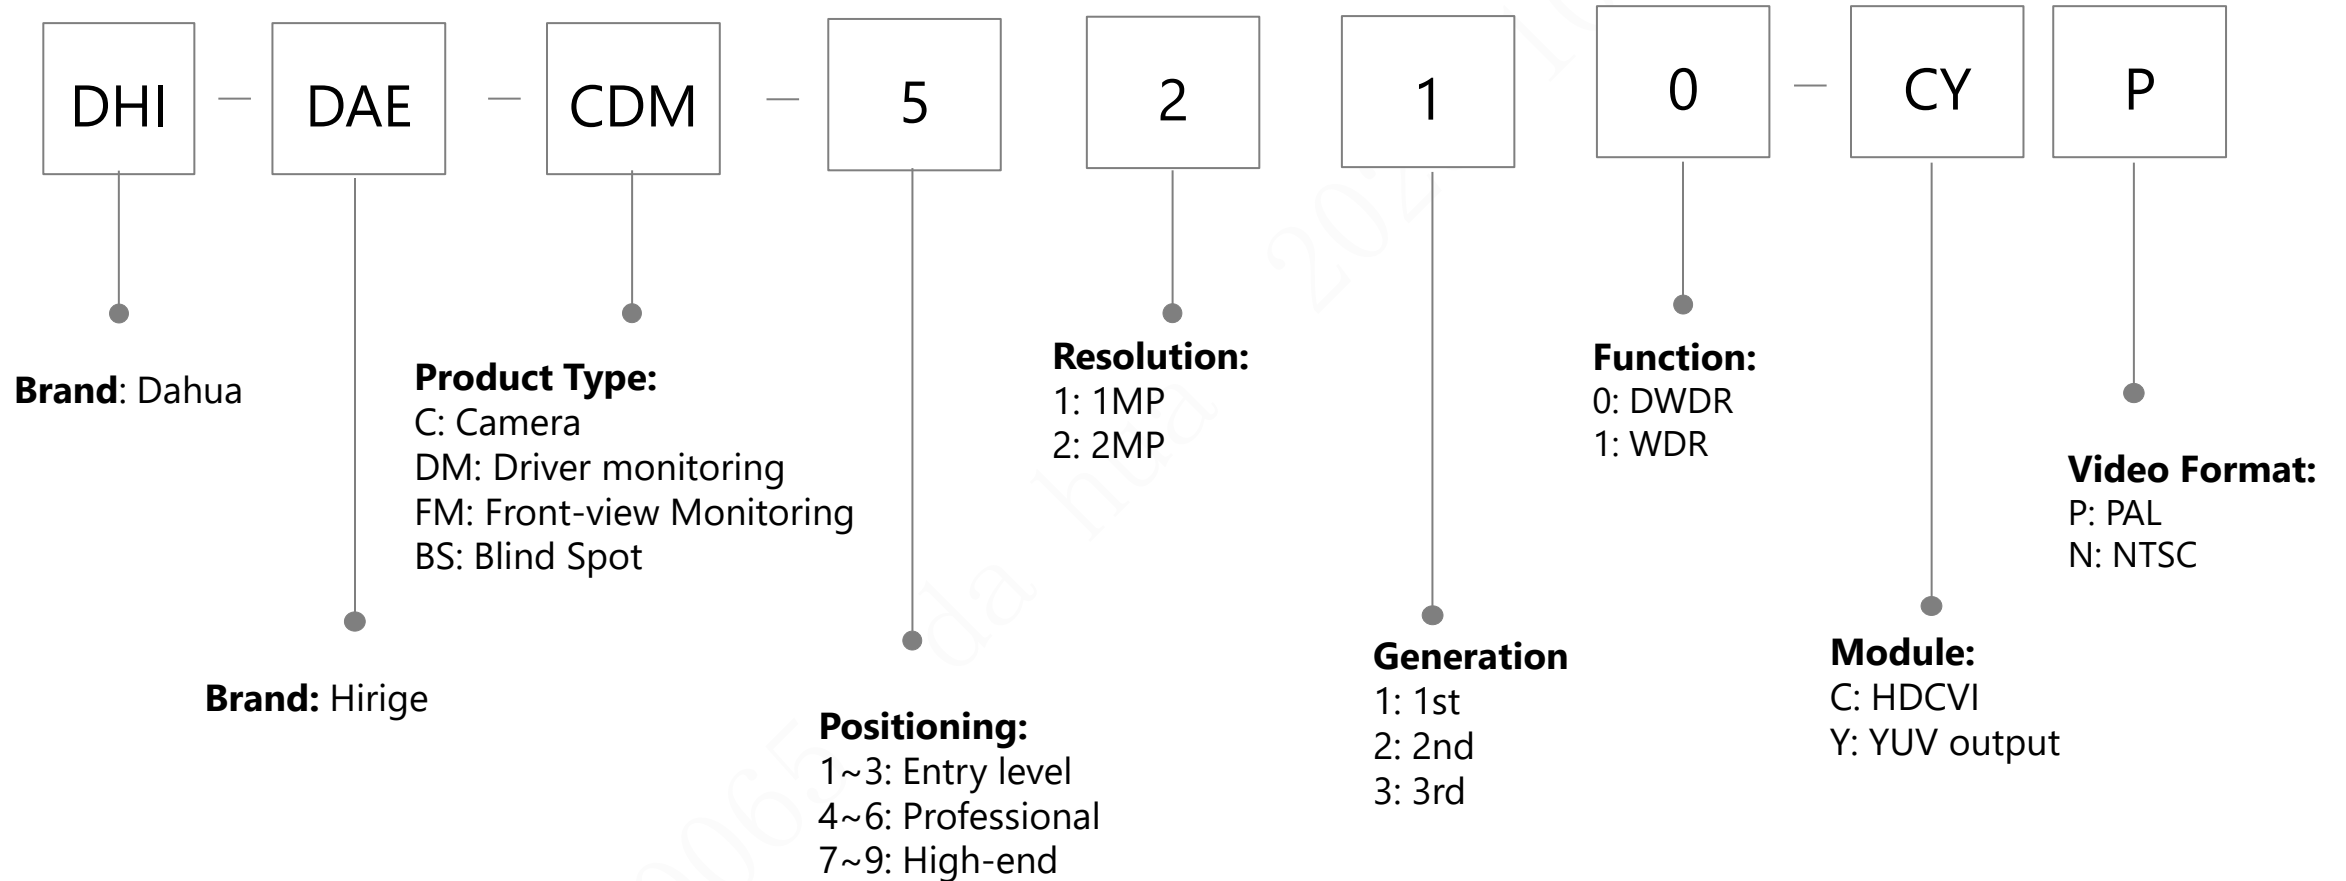 DHI — DAE — CDM — 5 2 1 0 — CY P
Brand: Dahua
Product Type:
C: Camera
DM: Driver monitoring
FM: Front-view Monitoring
BS: Blind Spot
Resolution:
1: 1MP
2: 2MP
Function:
0: DWDR
1: WDR
Video Format:
P: PAL
N: NTSC
Brand: Hirige
Positioning:
1~3: Entry level
4~6: Professional
7~9: High-end
Generation
1: 1st
2: 2nd
3: 3rd
Module:
C: HDCVI
Y: YUV output
da hua